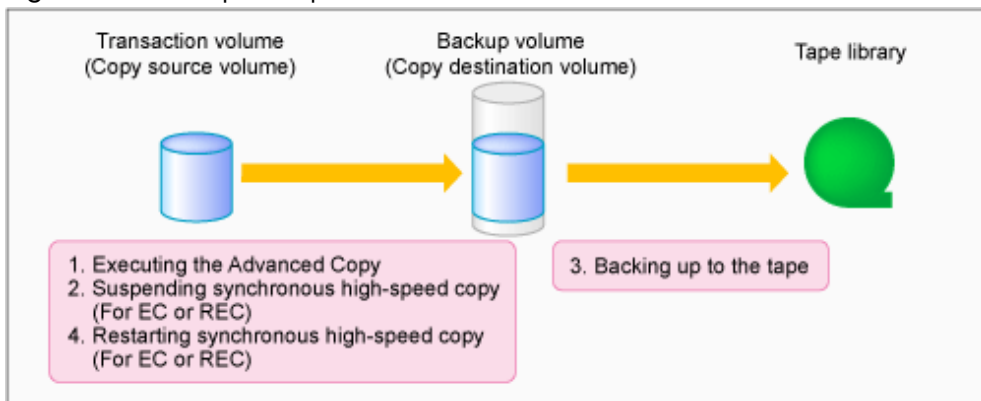 Transaction volume
(Copy source volume)
Backup volume
(Copy destination volume)
Tape library
1. Executing the Advanced Copy
2. Suspending synchronous high-speed copy
(For EC or REC)
4. Restarting synchronous high-speed copy
(For EC or REC)
3. Backing up to the tape